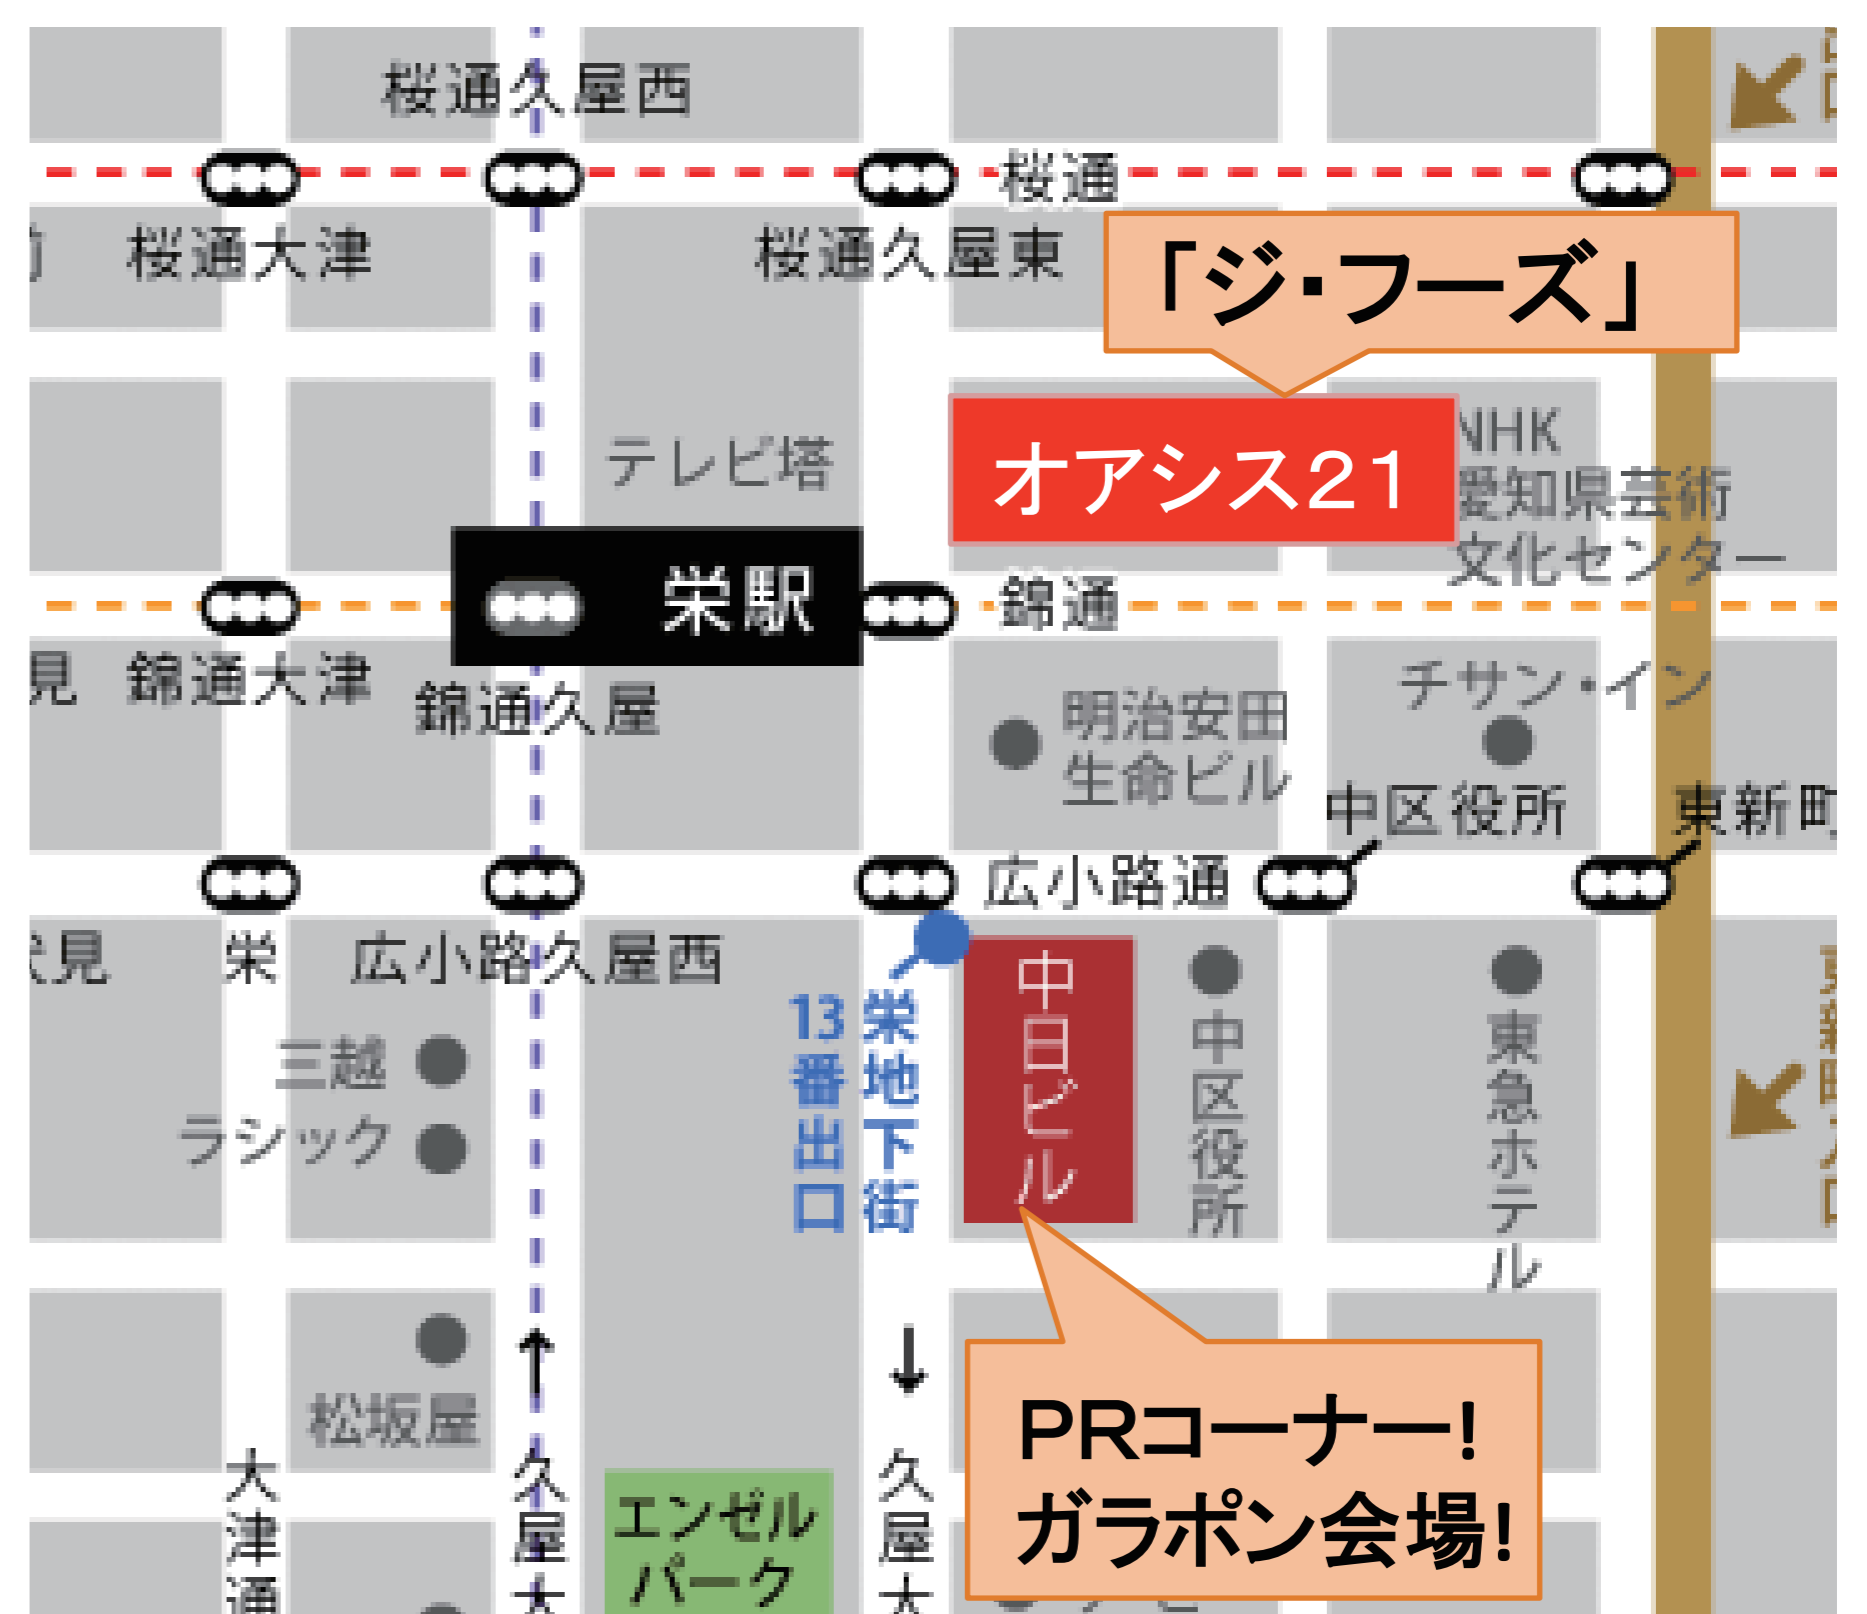 桜通久屋西
桜通
桜通大津
桜通久屋東
「ジ・フーズ」
テレビ塔
オアシス21
NHK
愛知県芸術
文化センター
栄駅
錦通
見
錦通大津
錦通久屋
明治安田
生命ビル
チサン・イン
中区役所
東新町
広小路通
見
栄
広小路久屋西
栄地下街
13番出口
中日ビル
中区役所
東急ホテル
三越
ラシック
↑
↓
松坂屋
PRコーナー!
ガラポン会場!
大津通
久屋大
久屋大
エンゼル
パーク